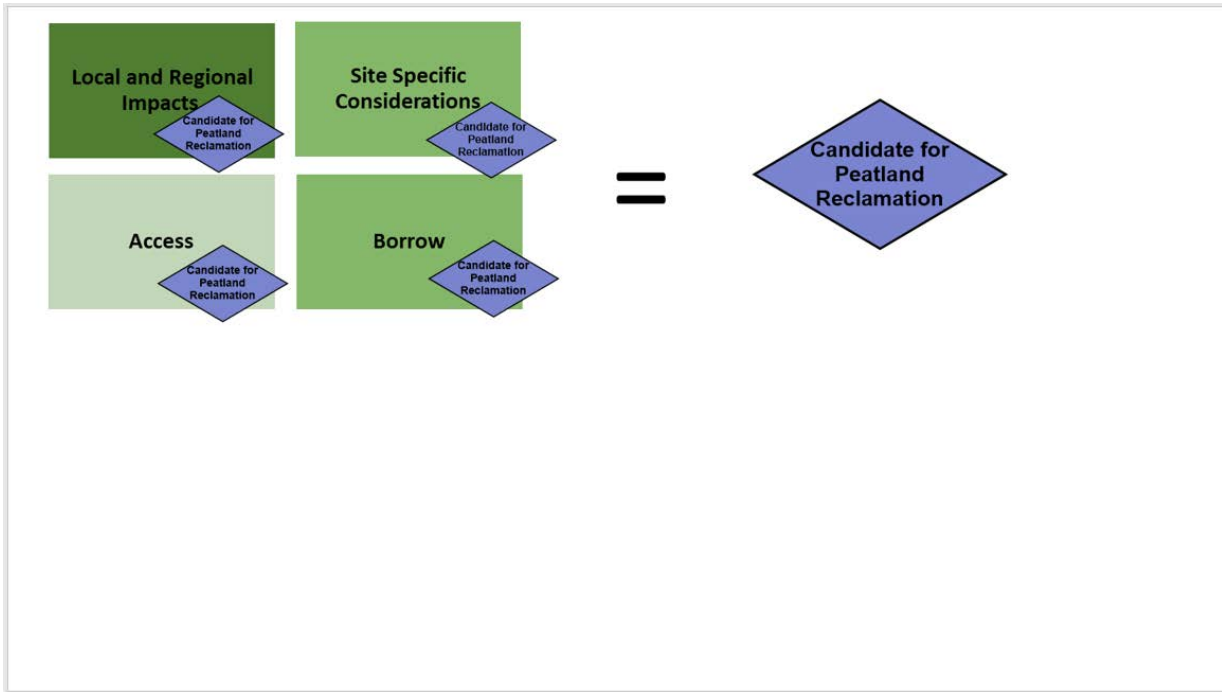 Local and Regional
Impacts
Candidate for
Peatland
Reclamation
Site Specific
Considerations
Candidate for
Peatland
Reclamation
Access
Candidate for
Peatland
Reclamation
Borrow
Candidate for
Peatland
Reclamation
=
Candidate for
Peatland
Reclamation